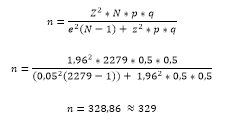 n = Z² * N * p * q / e² (N − 1) + z² * p * q
n = 1,96² * 2279 * 0,5 * 0,5 / (0,05² (2279 − 1)) + 1,96² * 0,5 * 0,5
n = 328,86 ≈ 329